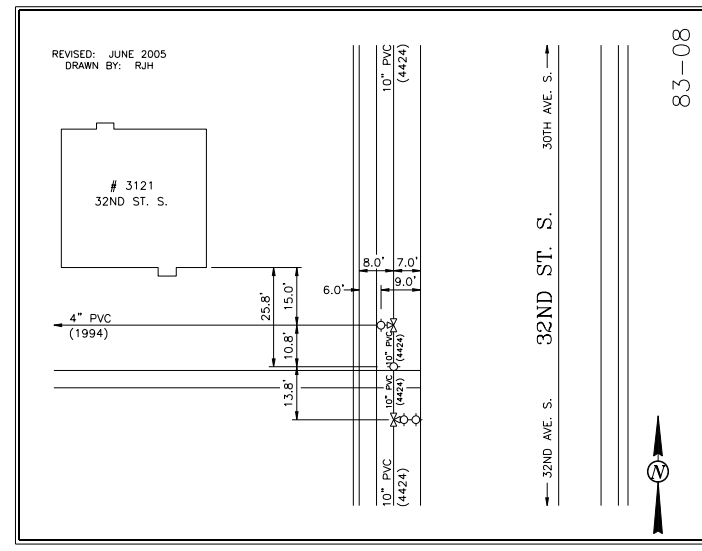 REVISED: JUNE 2005
DRAWN BY: RJH
# 3121
32ND ST. S.
10" PVC
(4424)
30TH AVE. S.
83-08
8.0'
7.0'
6.0'
9.0'
25.8'
15.0'
4" PVC
(1994)
10.8'
10" PVC
(4424)
32ND ST. S.
13.8'
10" PVC
(4424)
10" PVC
(4424)
32ND AVE. S.
N